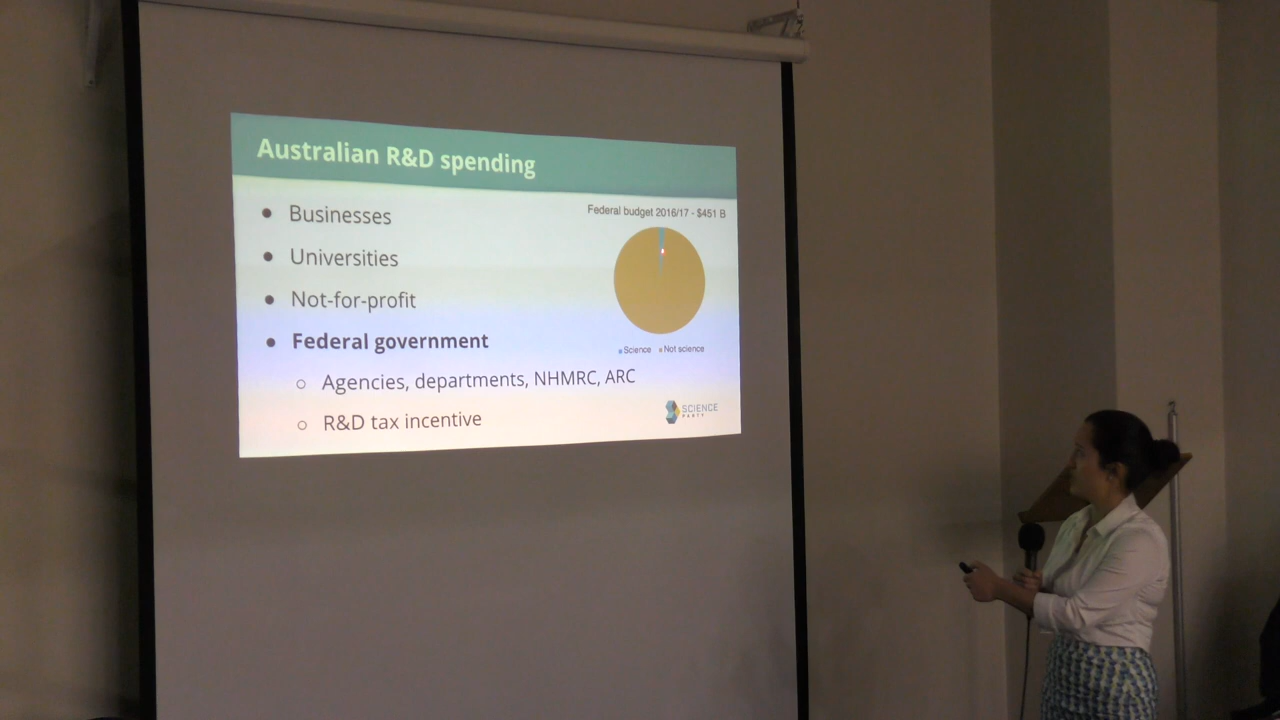 Australian R&D spending
Businesses
Universities
Not-for-profit
Federal government
Agencies, departments, NHMRC, ARC
R&D tax incentive
Federal budget 2016/17 - $451 B
Science Not science
SCIENCE
PARTY